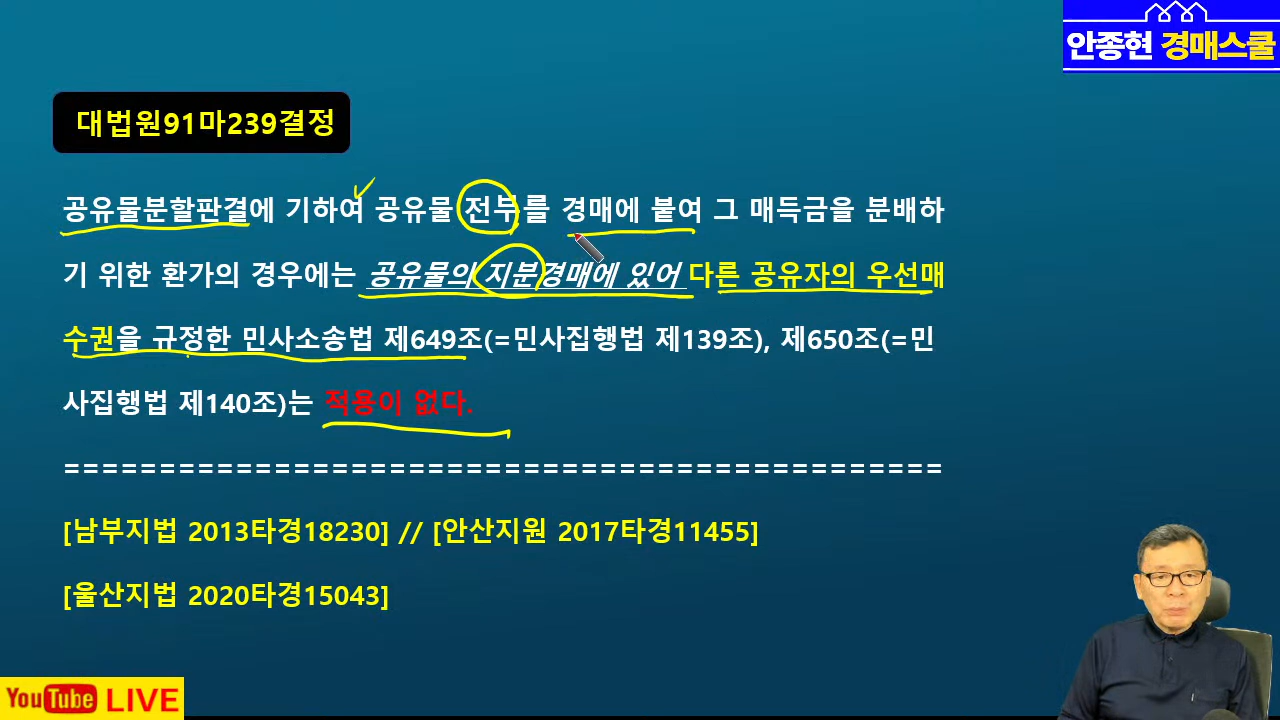 안종현 경매스쿨
대법원91마239결정
공유물분할판결에 기하여 공유물 전부를 경매에 붙여 그 매득금을 분배하
기 위한 환가의 경우에는 공유물의 지분경매에 있어 다른 공유자의 우선매
수권을 규정한 민사소송법 제649조(=민사집행법 제139조), 제650조(=민
사집행법 제140조)는 적용이 없다.
============================================
[남부지법 2013타경18230] // [안산지원 2017타경11455]
[울산지법 2020타경15043]
YouTube LIVE